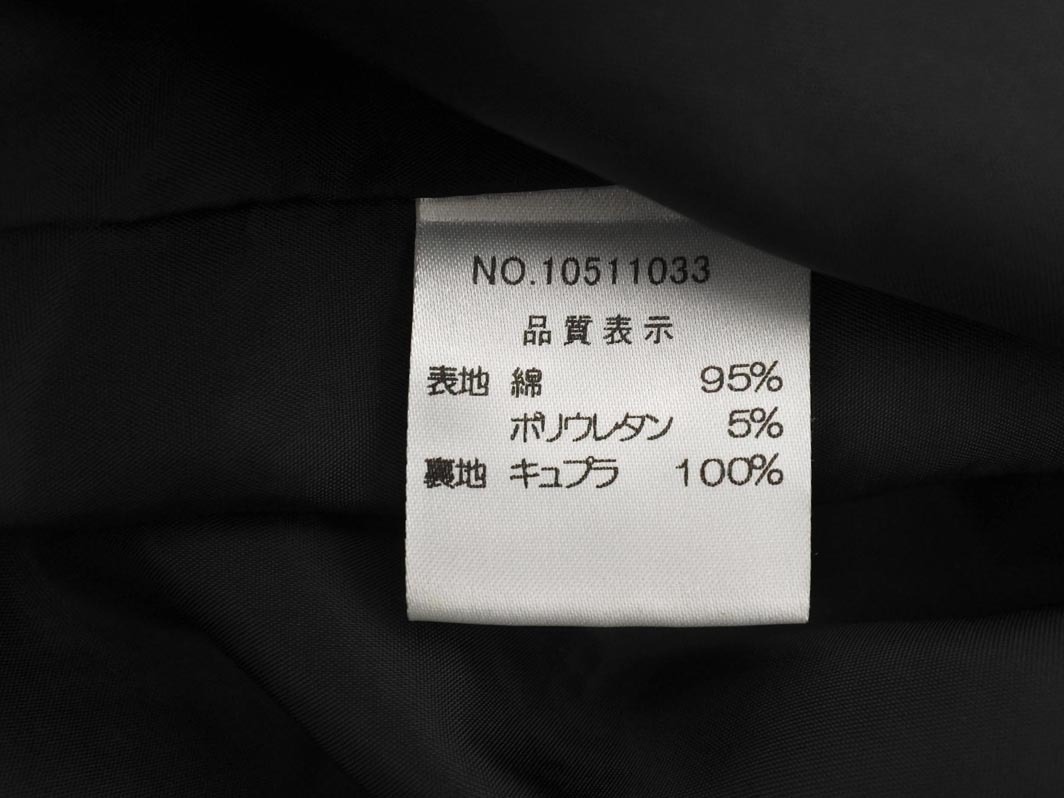 NO.10511033
品質表示
表地 綿 95%
ポリウレタン 5%
裏地 キュプラ 100%